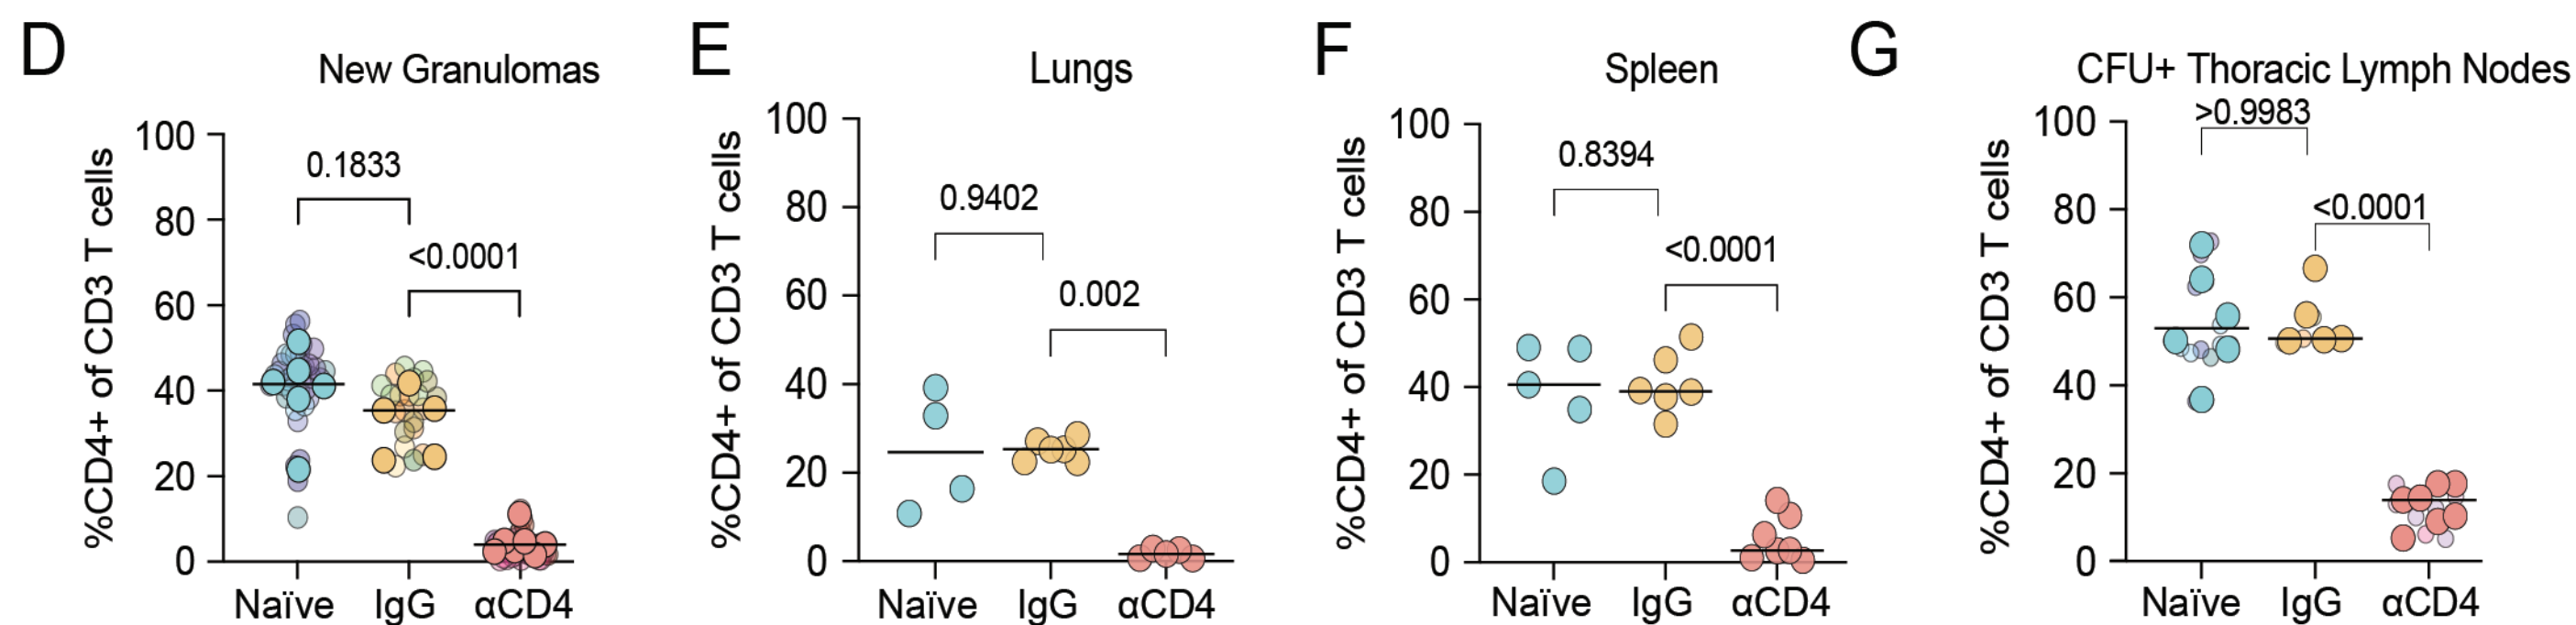 D
New Granulomas
%CD4+ of CD3 T cells
100
80
60
40
20
0
0.1833
<0.0001
Naïve IgG αCD4
E
Lungs
%CD4+ of CD3 T cells
100
80
60
40
20
0
0.9402
0.002
Naïve IgG αCD4
F
Spleen
%CD4+ of CD3 T cells
100
80
60
40
20
0
0.8394
<0.0001
Naïve IgG αCD4
G
CFU+ Thoracic Lymph Nodes
%CD4+ of CD3 T cells
100
80
60
40
20
0
>0.9983
<0.0001
Naïve IgG αCD4